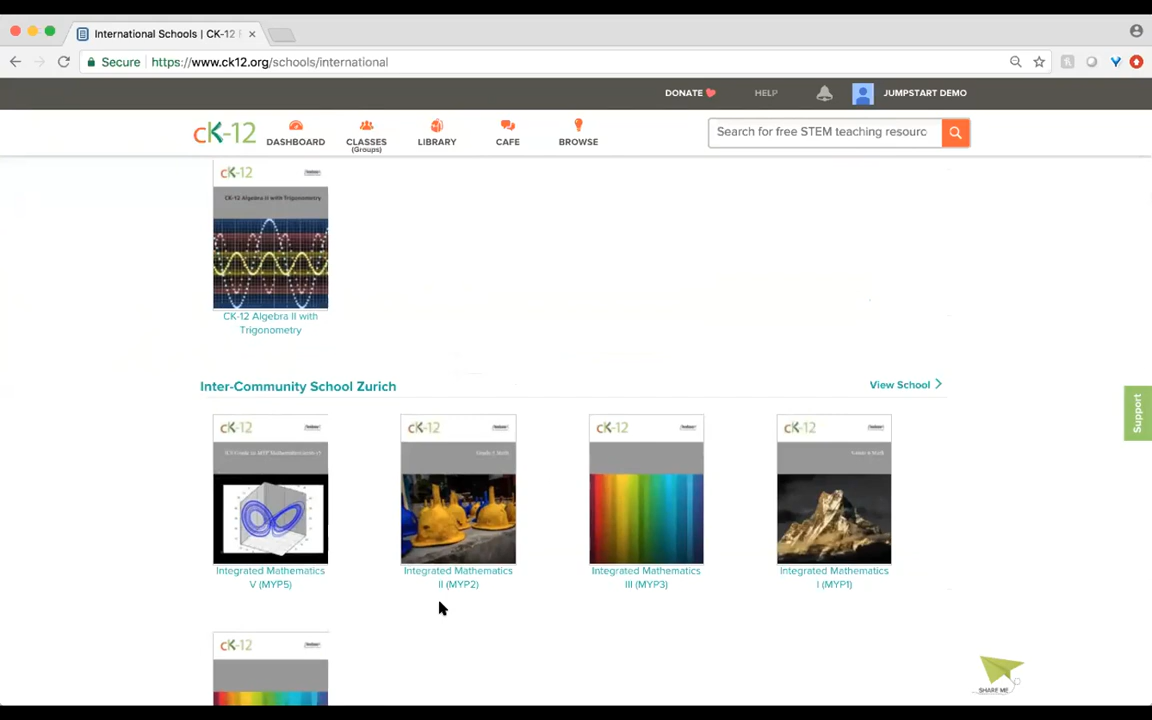 International Schools | CK-12 F
Secure https://www.ck12.org/schools/international
DONATE HELP JUMPSTART DEMO
cK-12 DASHBOARD CLASSES LIBRARY CAFE BROWSE
(Groups)
Search for free STEM teaching resourc
cK-12
CK-12 Algebra II with Trigonometry
CK-12 Algebra II with
Trigonometry
Inter-Community School Zurich View School
Support
cK-12 cK-12 cK-12 cK-12
Integrated Mathematics
V (MYP5)
Integrated Mathematics
II (MYP2)
Integrated Mathematics
III (MYP3)
Integrated Mathematics
I (MYP1)
cK-12
SHARE ME